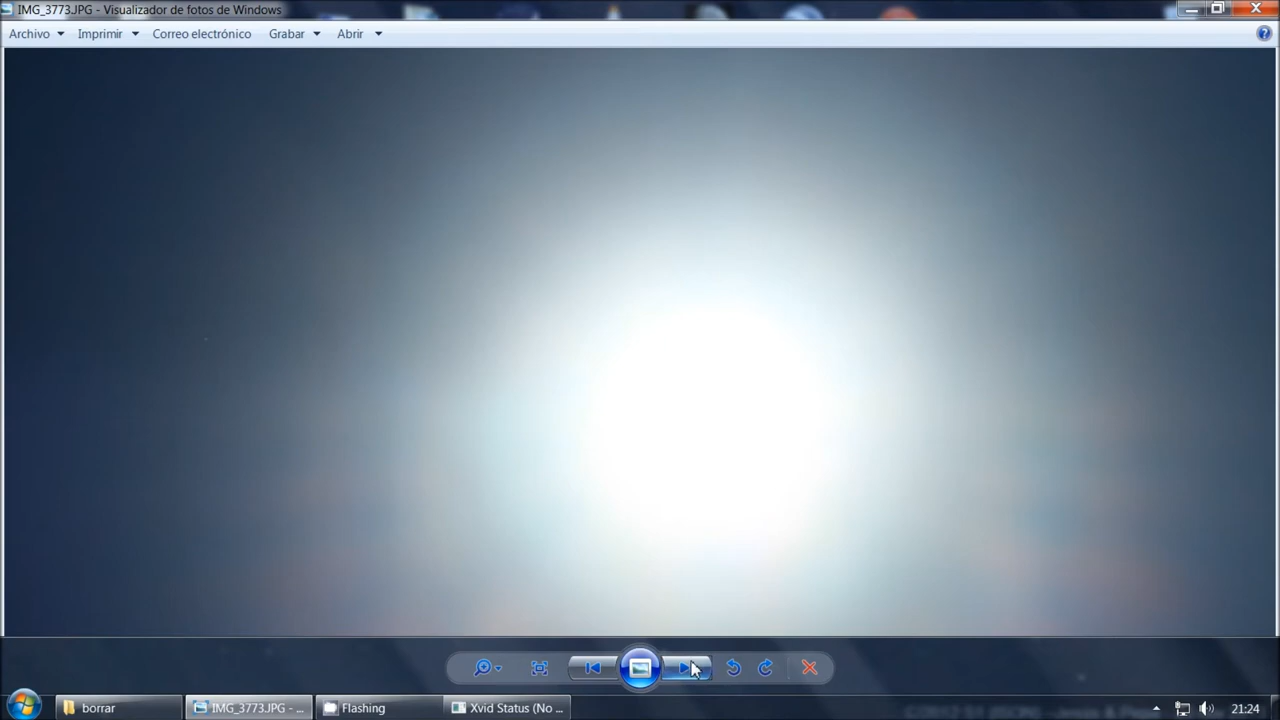 IMG_3773.JPG - Visualizador de fotos de Windows
Archivo Imprimir Correo electrónico Grabar Abrir
borrar IMG_3773.JPG - ... Flashing Xvid Status (No ... 21:24